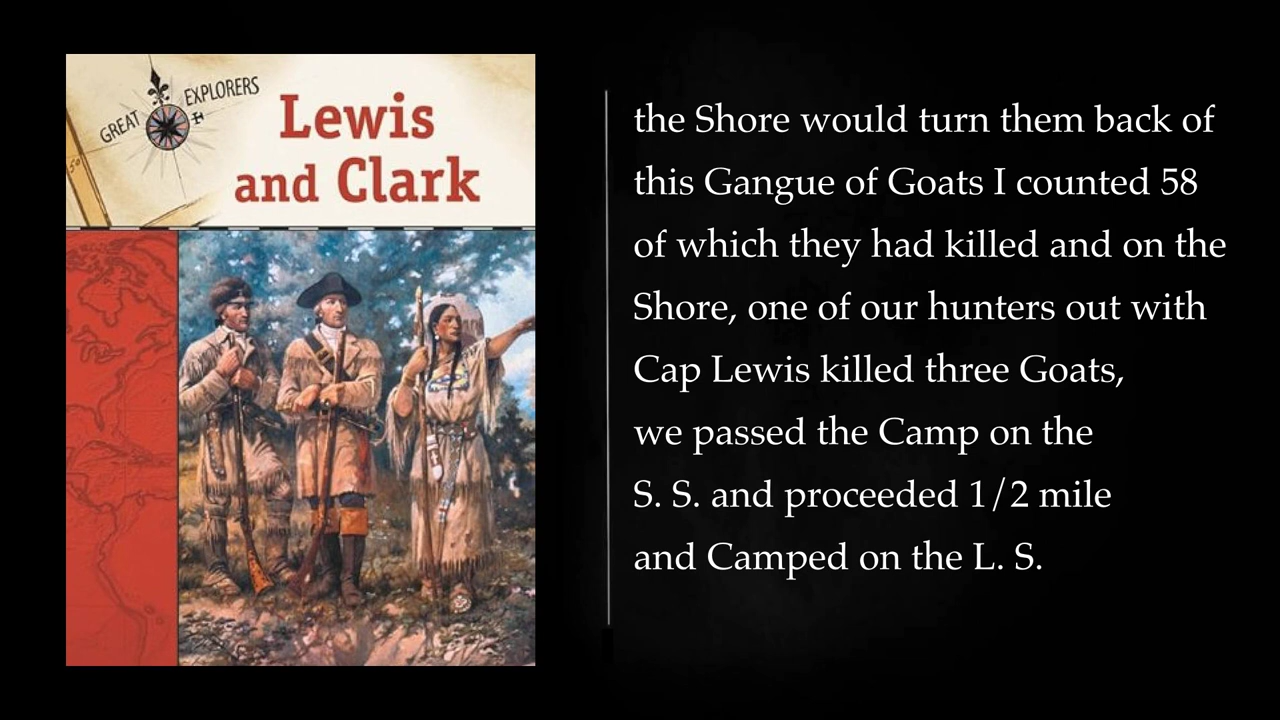 GREAT EXPLORERS
Lewis
and Clark
50
the Shore would turn them back of
this Gangue of Goats I counted 58
of which they had killed and on the
Shore, one of our hunters out with
Cap Lewis killed three Goats,
we passed the Camp on the
S. S. and proceeded 1/2 mile
and Camped on the L. S.